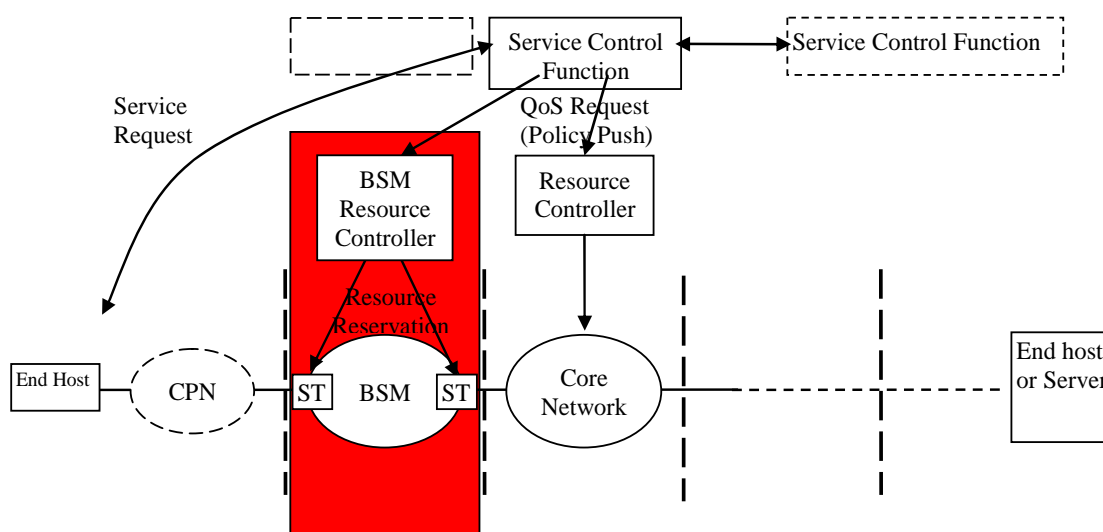 Service Control
Function
Service Control Function
Service
Request
QoS Request
(Policy Push)
BSM
Resource
Controller
Resource
Controller
Resource
Reservation
End Host
CPN
ST
BSM
ST
Core
Network
End host
or Server